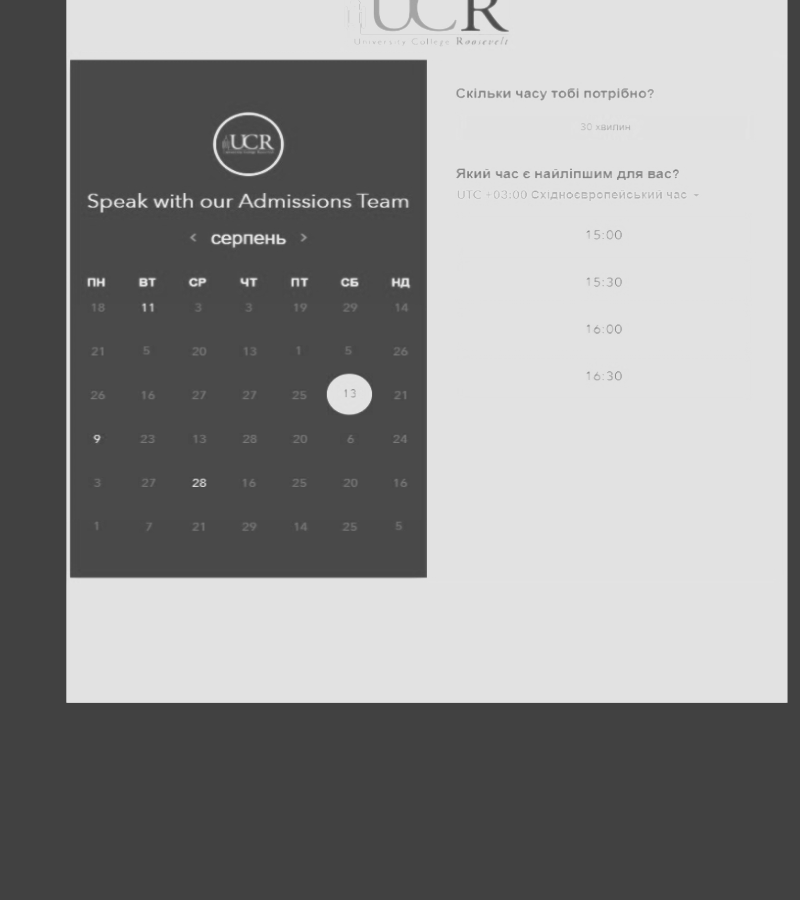 UCR
University College Roosevelt
UCR
Speak with our Admissions Team
< серпень >
ПН ВТ СР ЧТ ПТ СБ НД
18 11 3 3 19 29 14
21 5 20 13 1 5 26
26 16 27 27 25 13 21
9 23 13 28 20 6 24
3 27 28 16 25 20 16
1 7 21 29 14 25 5
Скільки часу тобі потрібно?
30 хвилин
Який час є найліпшим для вас?
UTC +03:00 Східноєвропейський час
15:00
15:30
16:00
16:30